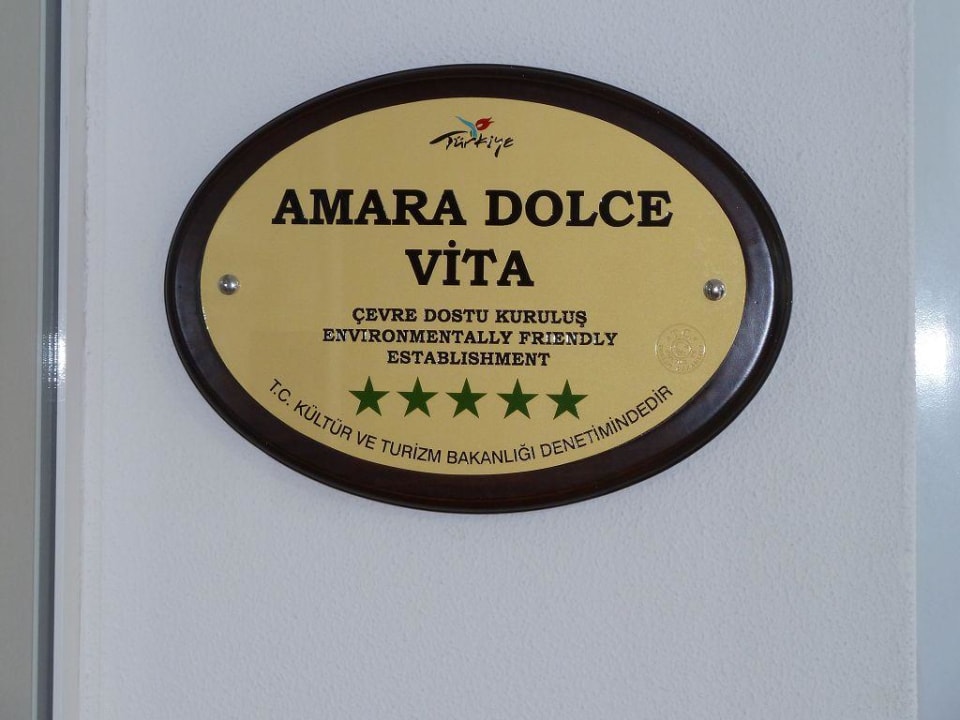 Türkiye
AMARA DOLCE
VİTA
ÇEVRE DOSTU KURULUŞ
ENVIRONMENTALLY FRIENDLY
ESTABLISHMENT
T.C. KÜLTÜR VE TURİZM BAKANLIĞI DENETİMİNDEDİR